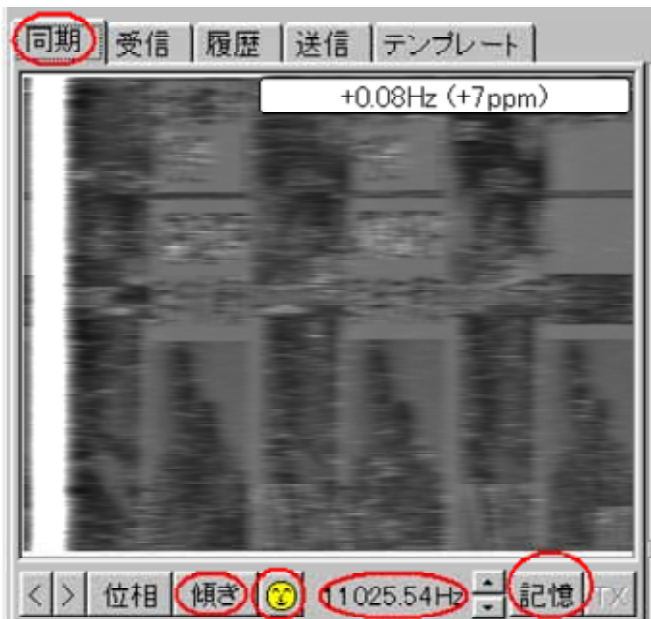 同期 受信 履歴 送信 テンプレート
+0.08Hz (+7ppm)
< > 位相 傾き 11025.54Hz 記憶 TX